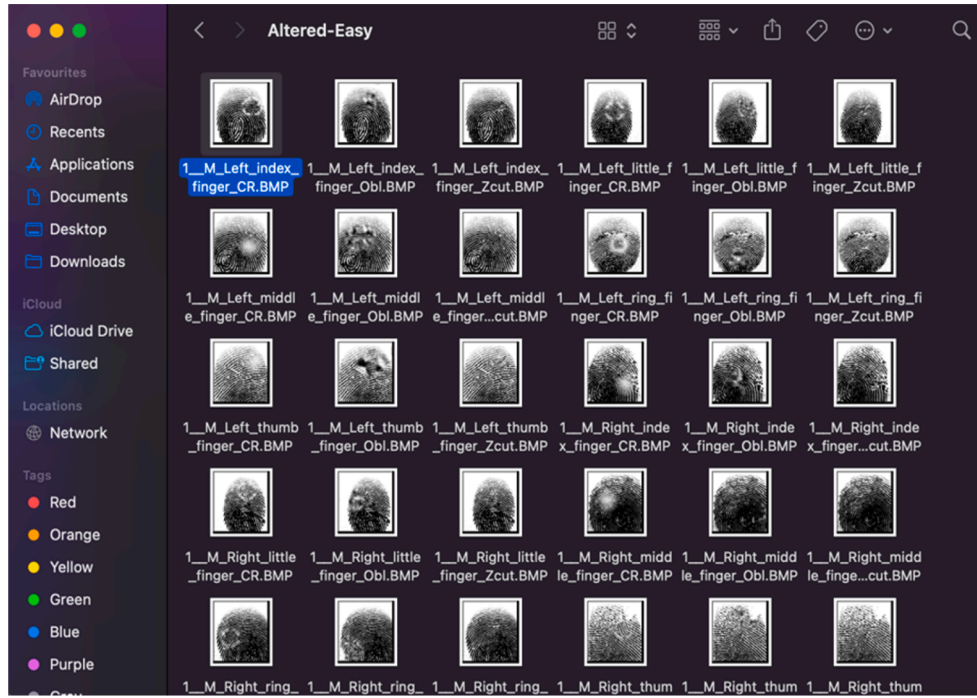 Altered-Easy
Favourites
AirDrop
Recents
Applications
Documents
Desktop
Downloads
iCloud
iCloud Drive
Shared
Locations
Network
Tags
Red
Orange
Yellow
Green
Blue
Purple
1__M_Left_index_
finger_CR.BMP
1__M_Left_index_
finger_Obl.BMP
1__M_Left_index_
finger_Zcut.BMP
1__M_Left_little_f
inger_CR.BMP
1__M_Left_little_f
inger_Obl.BMP
1__M_Left_little_f
inger_Zcut.BMP
1__M_Left_middl
e_finger_CR.BMP
1__M_Left_middl
e_finger_Obl.BMP
1__M_Left_middl
e_finger...cut.BMP
1__M_Left_ring_fi
nger_CR.BMP
1__M_Left_ring_fi
nger_Obl.BMP
1__M_Left_ring_fi
nger_Zcut.BMP
1__M_Left_thumb
_finger_CR.BMP
1__M_Left_thumb
_finger_Obl.BMP
1__M_Left_thumb
_finger_Zcut.BMP
1__M_Right_inde
x_finger_CR.BMP
1__M_Right_inde
x_finger_Obl.BMP
1__M_Right_inde
x_finger...cut.BMP
1__M_Right_little
_finger_CR.BMP
1__M_Right_little
_finger_Obl.BMP
1__M_Right_little
_finger_Zcut.BMP
1__M_Right_midd
le_finger_CR.BMP
1__M_Right_midd
le_finger_Obl.BMP
1__M_Right_midd
le_finge...cut.BMP
1__M_Right_ring_
1__M_Right_ring_
1__M_Right_ring_
1__M_Right_thum
1__M_Right_thum
1__M_Right_thum